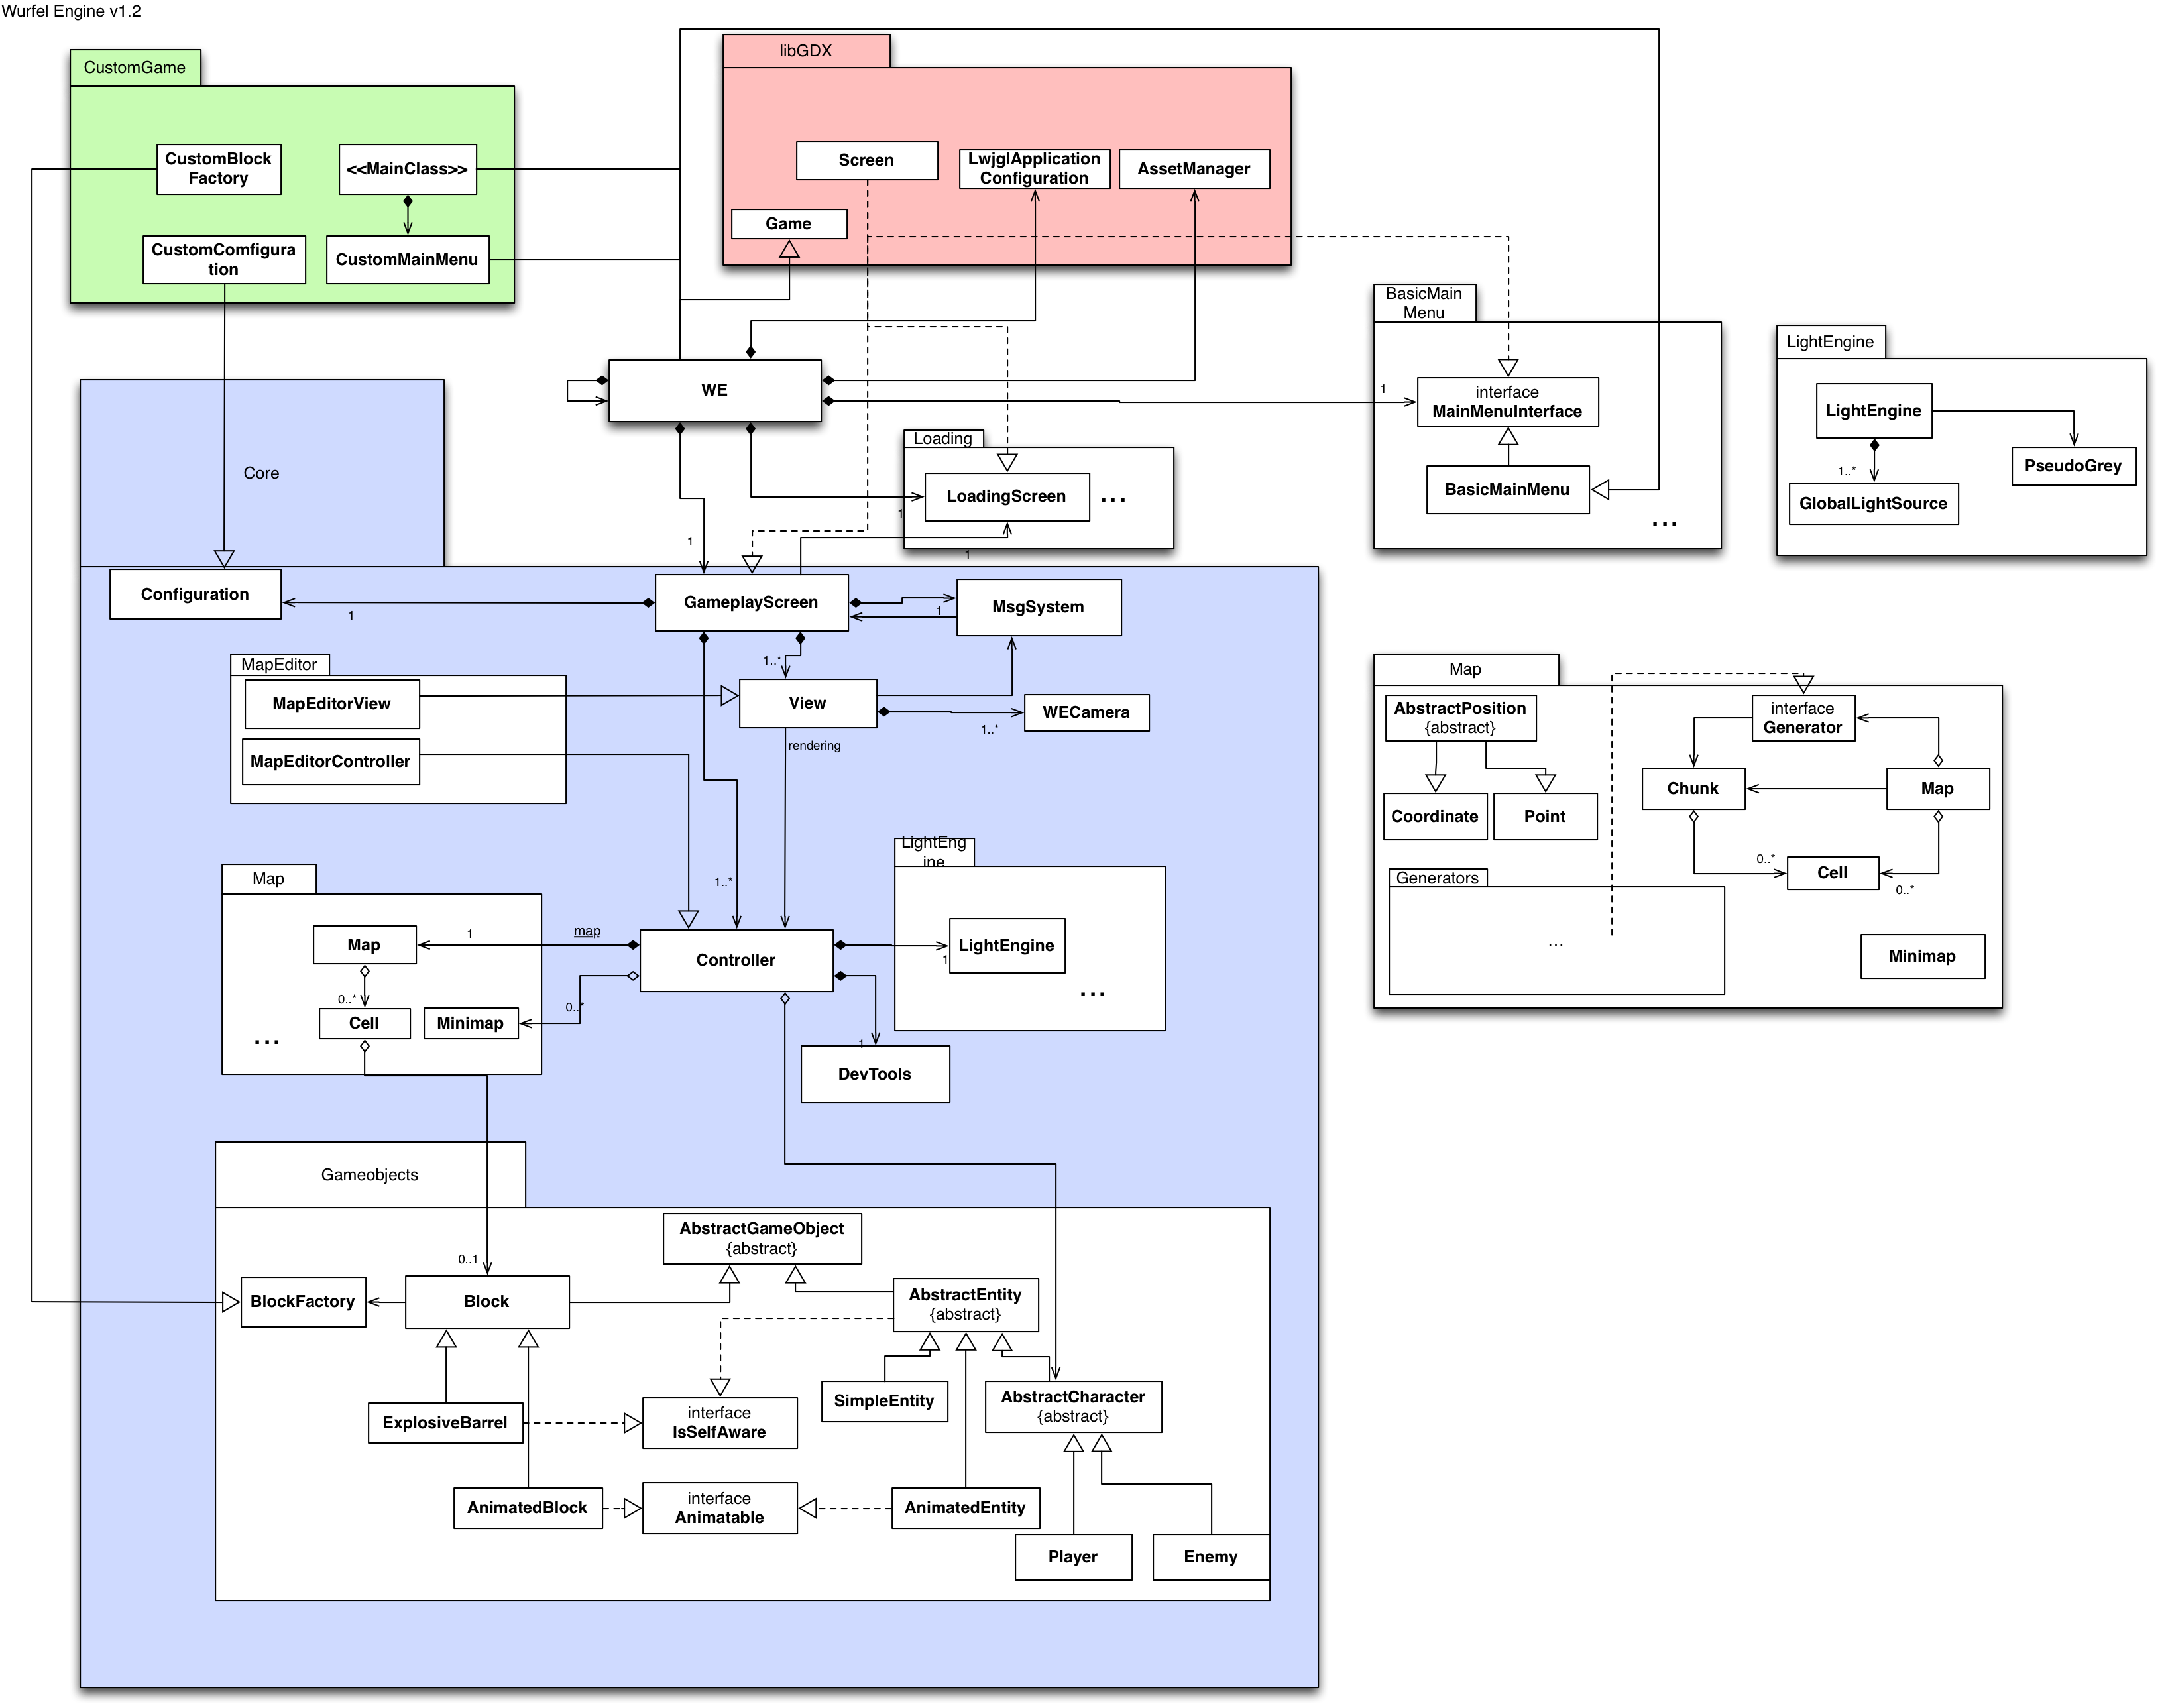 Wurfel Engine v1.2
CustomGame
CustomBlock
Factory
<<MainClass>>
CustomComfigura
tion
CustomMainMenu
libGDX
Screen
LwjglApplication
Configuration
AssetManager
Game
WE
BasicMain
Menu
interface
MainMenuInterface
1
BasicMainMenu
...
LightEngine
LightEngine
PseudoGrey
1..*
GlobalLightSource
Loading
LoadingScreen
...
1
1
1
Core
Configuration
1
GameplayScreen
1
MsgSystem
1..*
MapEditor
MapEditorView
MapEditorController
View
WECamera
1..*
rendering
1..*
Map
Map
1
map
0..*
Cell
Minimap
0..*
...
Controller
LightEng
ine
LightEngine
1
...
1
DevTools
Gameobjects
0..1
AbstractGameObject
{abstract}
BlockFactory
Block
AbstractEntity
{abstract}
SimpleEntity
AbstractCharacter
{abstract}
ExplosiveBarrel
interface
IsSelfAware
AnimatedBlock
interface
Animatable
AnimatedEntity
Player
Enemy
Map
AbstractPosition
{abstract}
interface
Generator
Coordinate
Point
Chunk
Map
0..*
Cell
0..*
Generators
...
Minimap